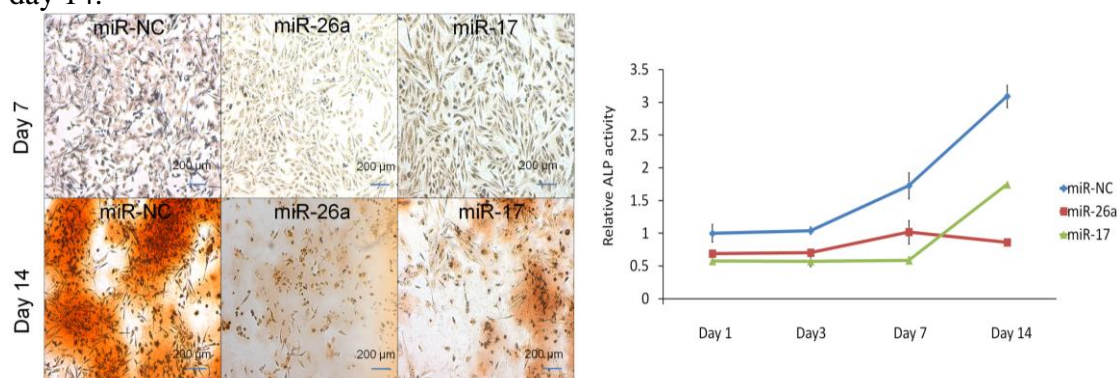 day 14.
miR-NC miR-26a miR-17
Day 7
200 µm 200 µm 200 µm
miR-NC miR-26a miR-17
Day 14
200 µm 200 µm 200 µm
Relative ALP activity
3.5
3
2.5
2
1.5
1
0.5
0
Day 1 Day3 Day 7 Day 14
miR-NC
miR-26a
miR-17